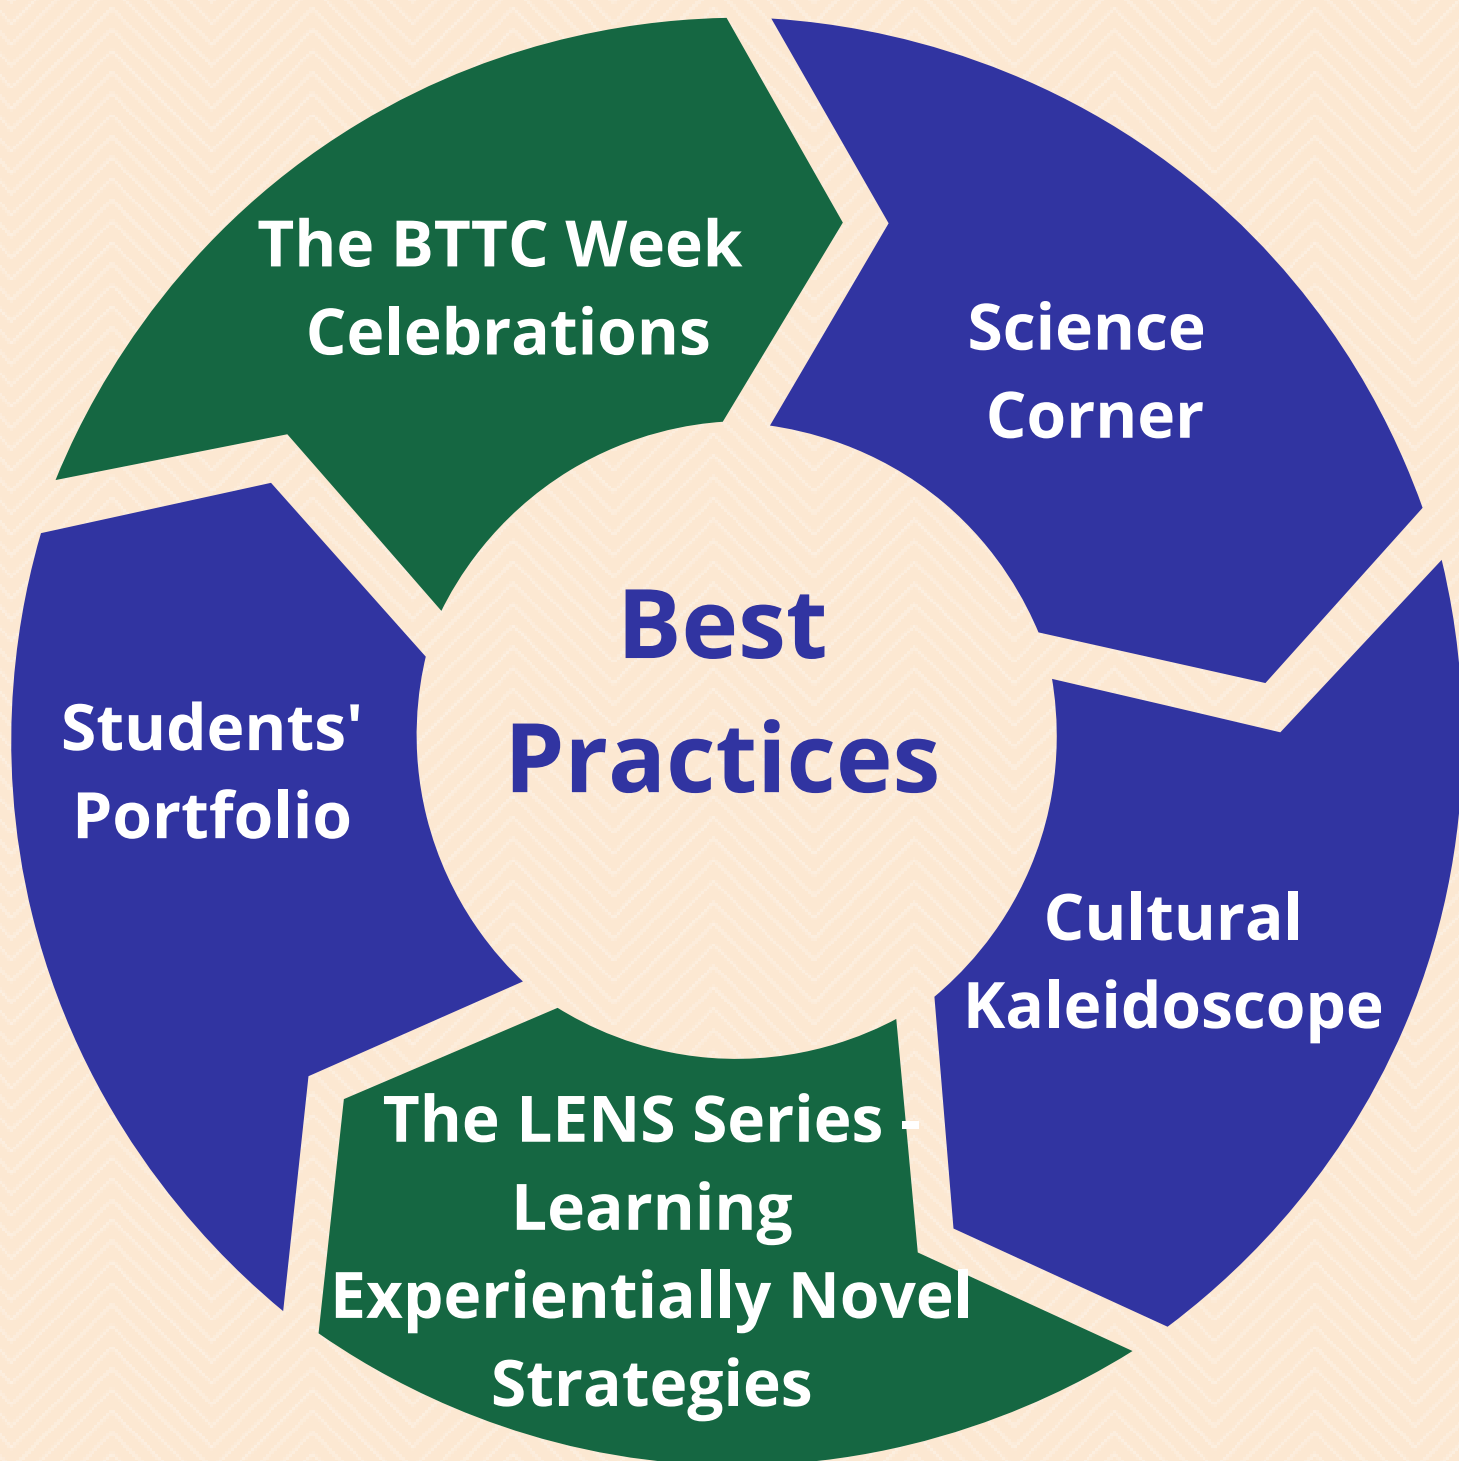 The BTTC Week
Celebrations
Science
Corner
Best
Practices
Students'
Portfolio
Cultural
Kaleidoscope
The LENS Series -
Learning
Experientially Novel
Strategies